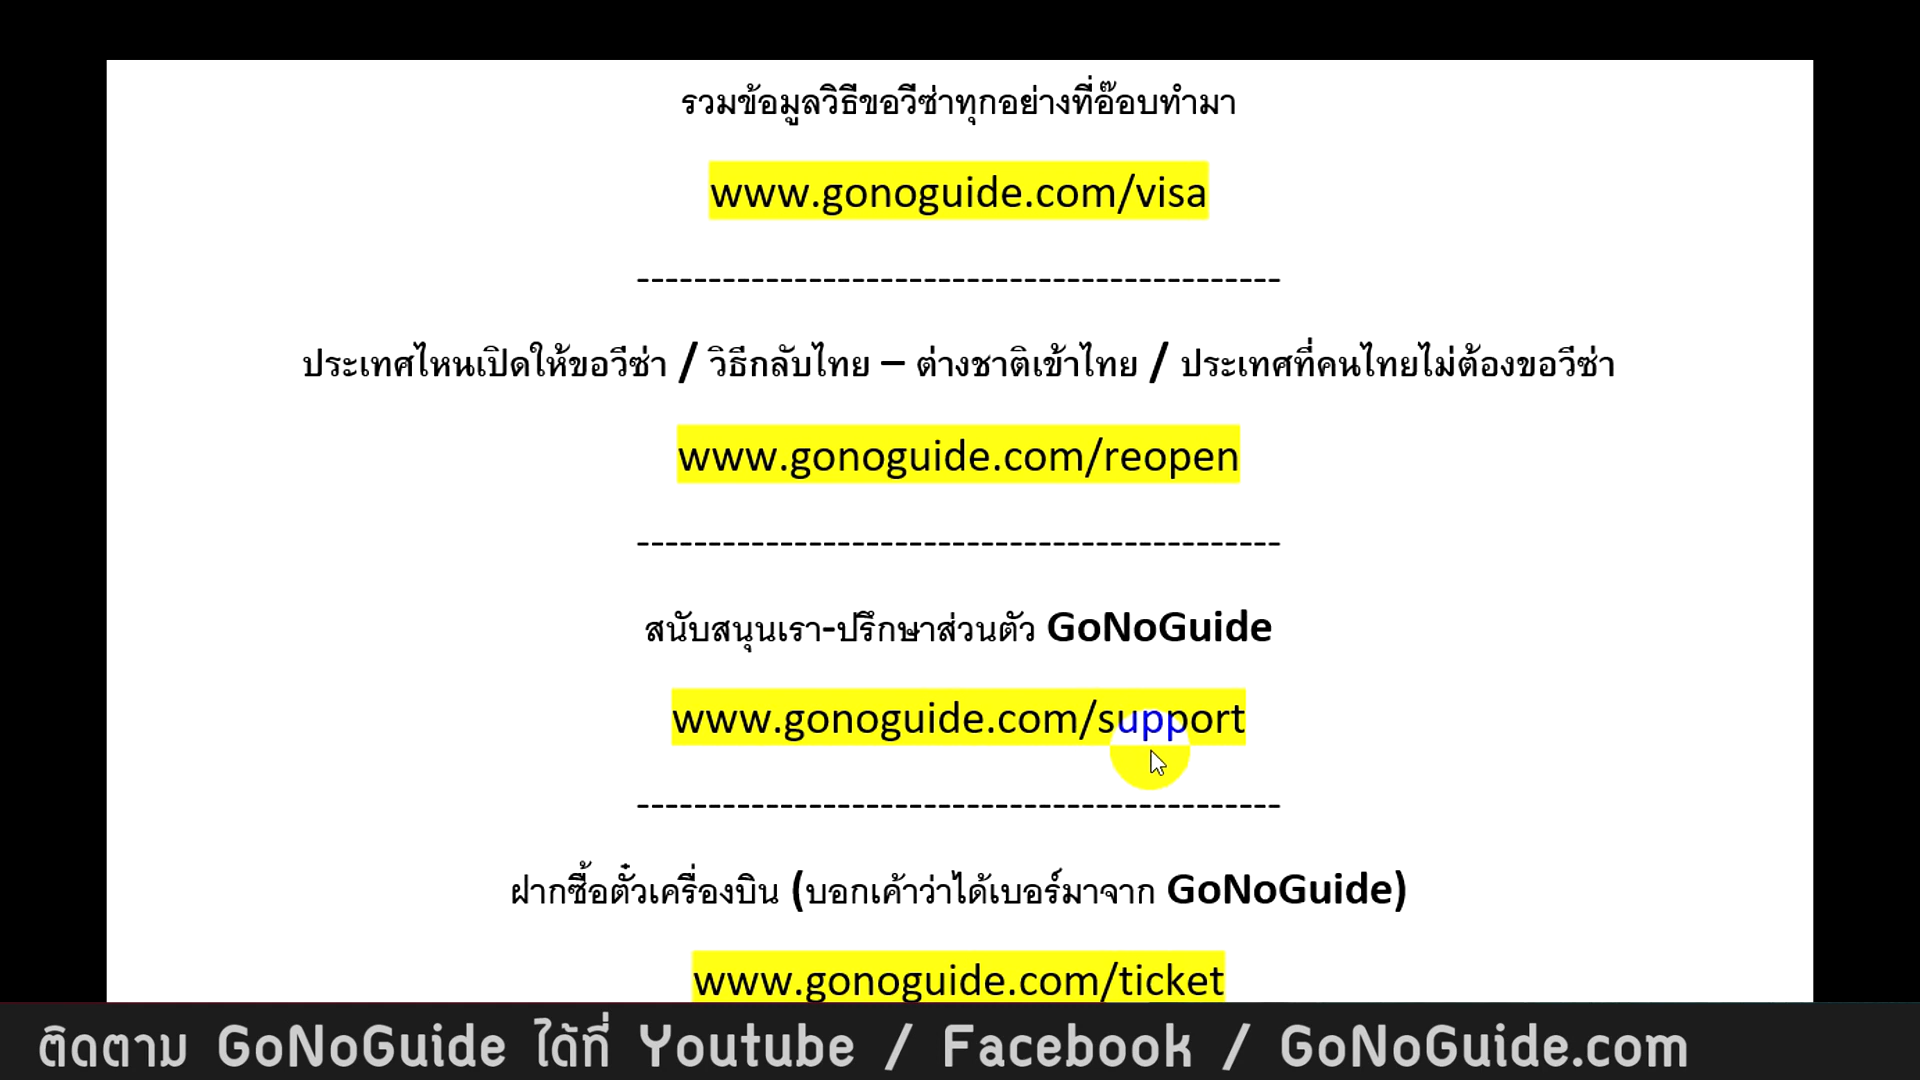 รวมข้อมูลวิธีขอวีซ่าทุกอย่างที่อ๊อบทำมา
www.gonoguide.com/visa
---------------------------------------------
ประเทศไหนเปิดให้ขอวีซ่า / วิธีกลับไทย – ต่างชาติเข้าไทย / ประเทศที่คนไทยไม่ต้องขอวีซ่า
www.gonoguide.com/reopen
---------------------------------------------
สนับสนุนเรา-ปรึกษาส่วนตัว GoNoGuide
www.gonoguide.com/support
---------------------------------------------
ฝากซื้อตั๋วเครื่องบิน (บอกเค้าว่าได้เบอร์มาจาก GoNoGuide)
www.gonoguide.com/ticket
ติดตาม GoNoGuide ได้ที่ Youtube / Facebook / GoNoGuide.com